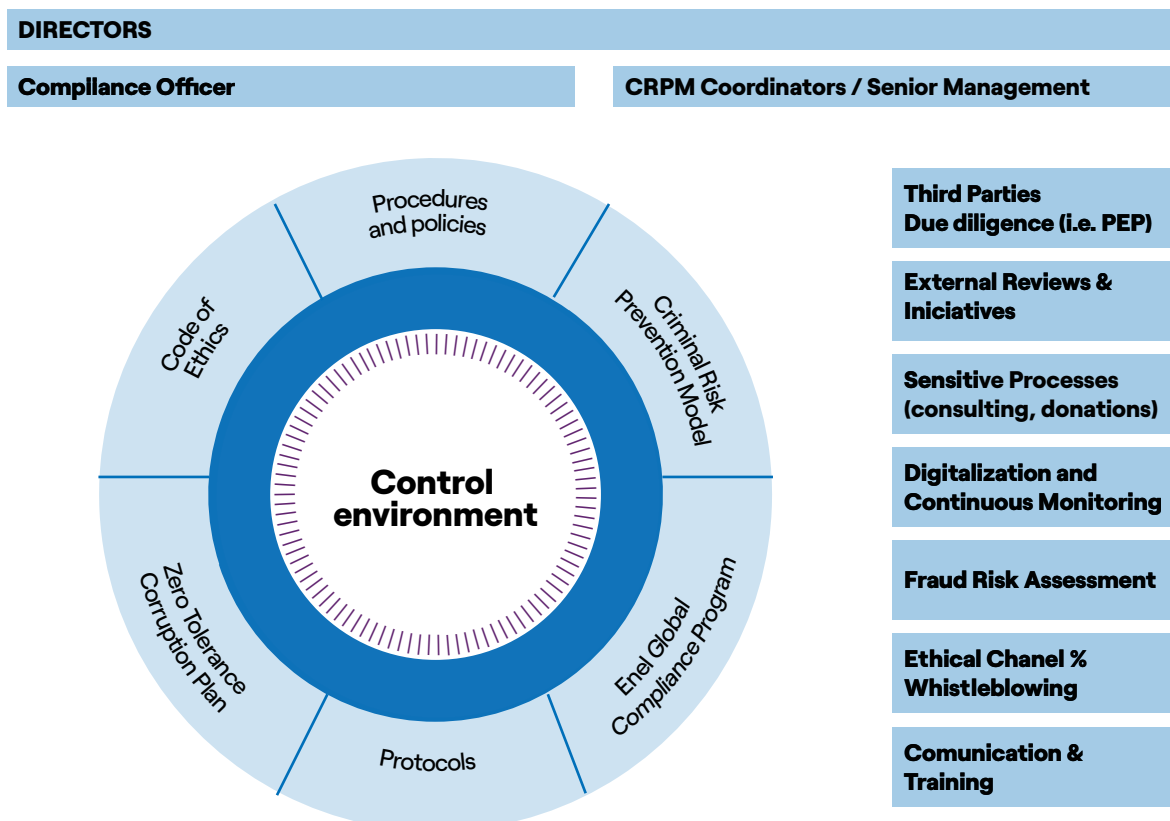 DIRECTORS
Compliance Officer
CRPM Coordinators / Senior Management
Procedures
and policies
Criminal Risk
Prevention Model
Enel Global
Compliance Program
Protocols
Zero Tolerance
Corruption Plan
Code of
Ethics
Control
environment
Third Parties
Due diligence (i.e. PEP)
External Reviews &
Iniciatives
Sensitive Processes
(consulting, donations)
Digitalization and
Continuous Monitoring
Fraud Risk Assessment
Ethical Chanel %
Whistleblowing
Comunication &
Training